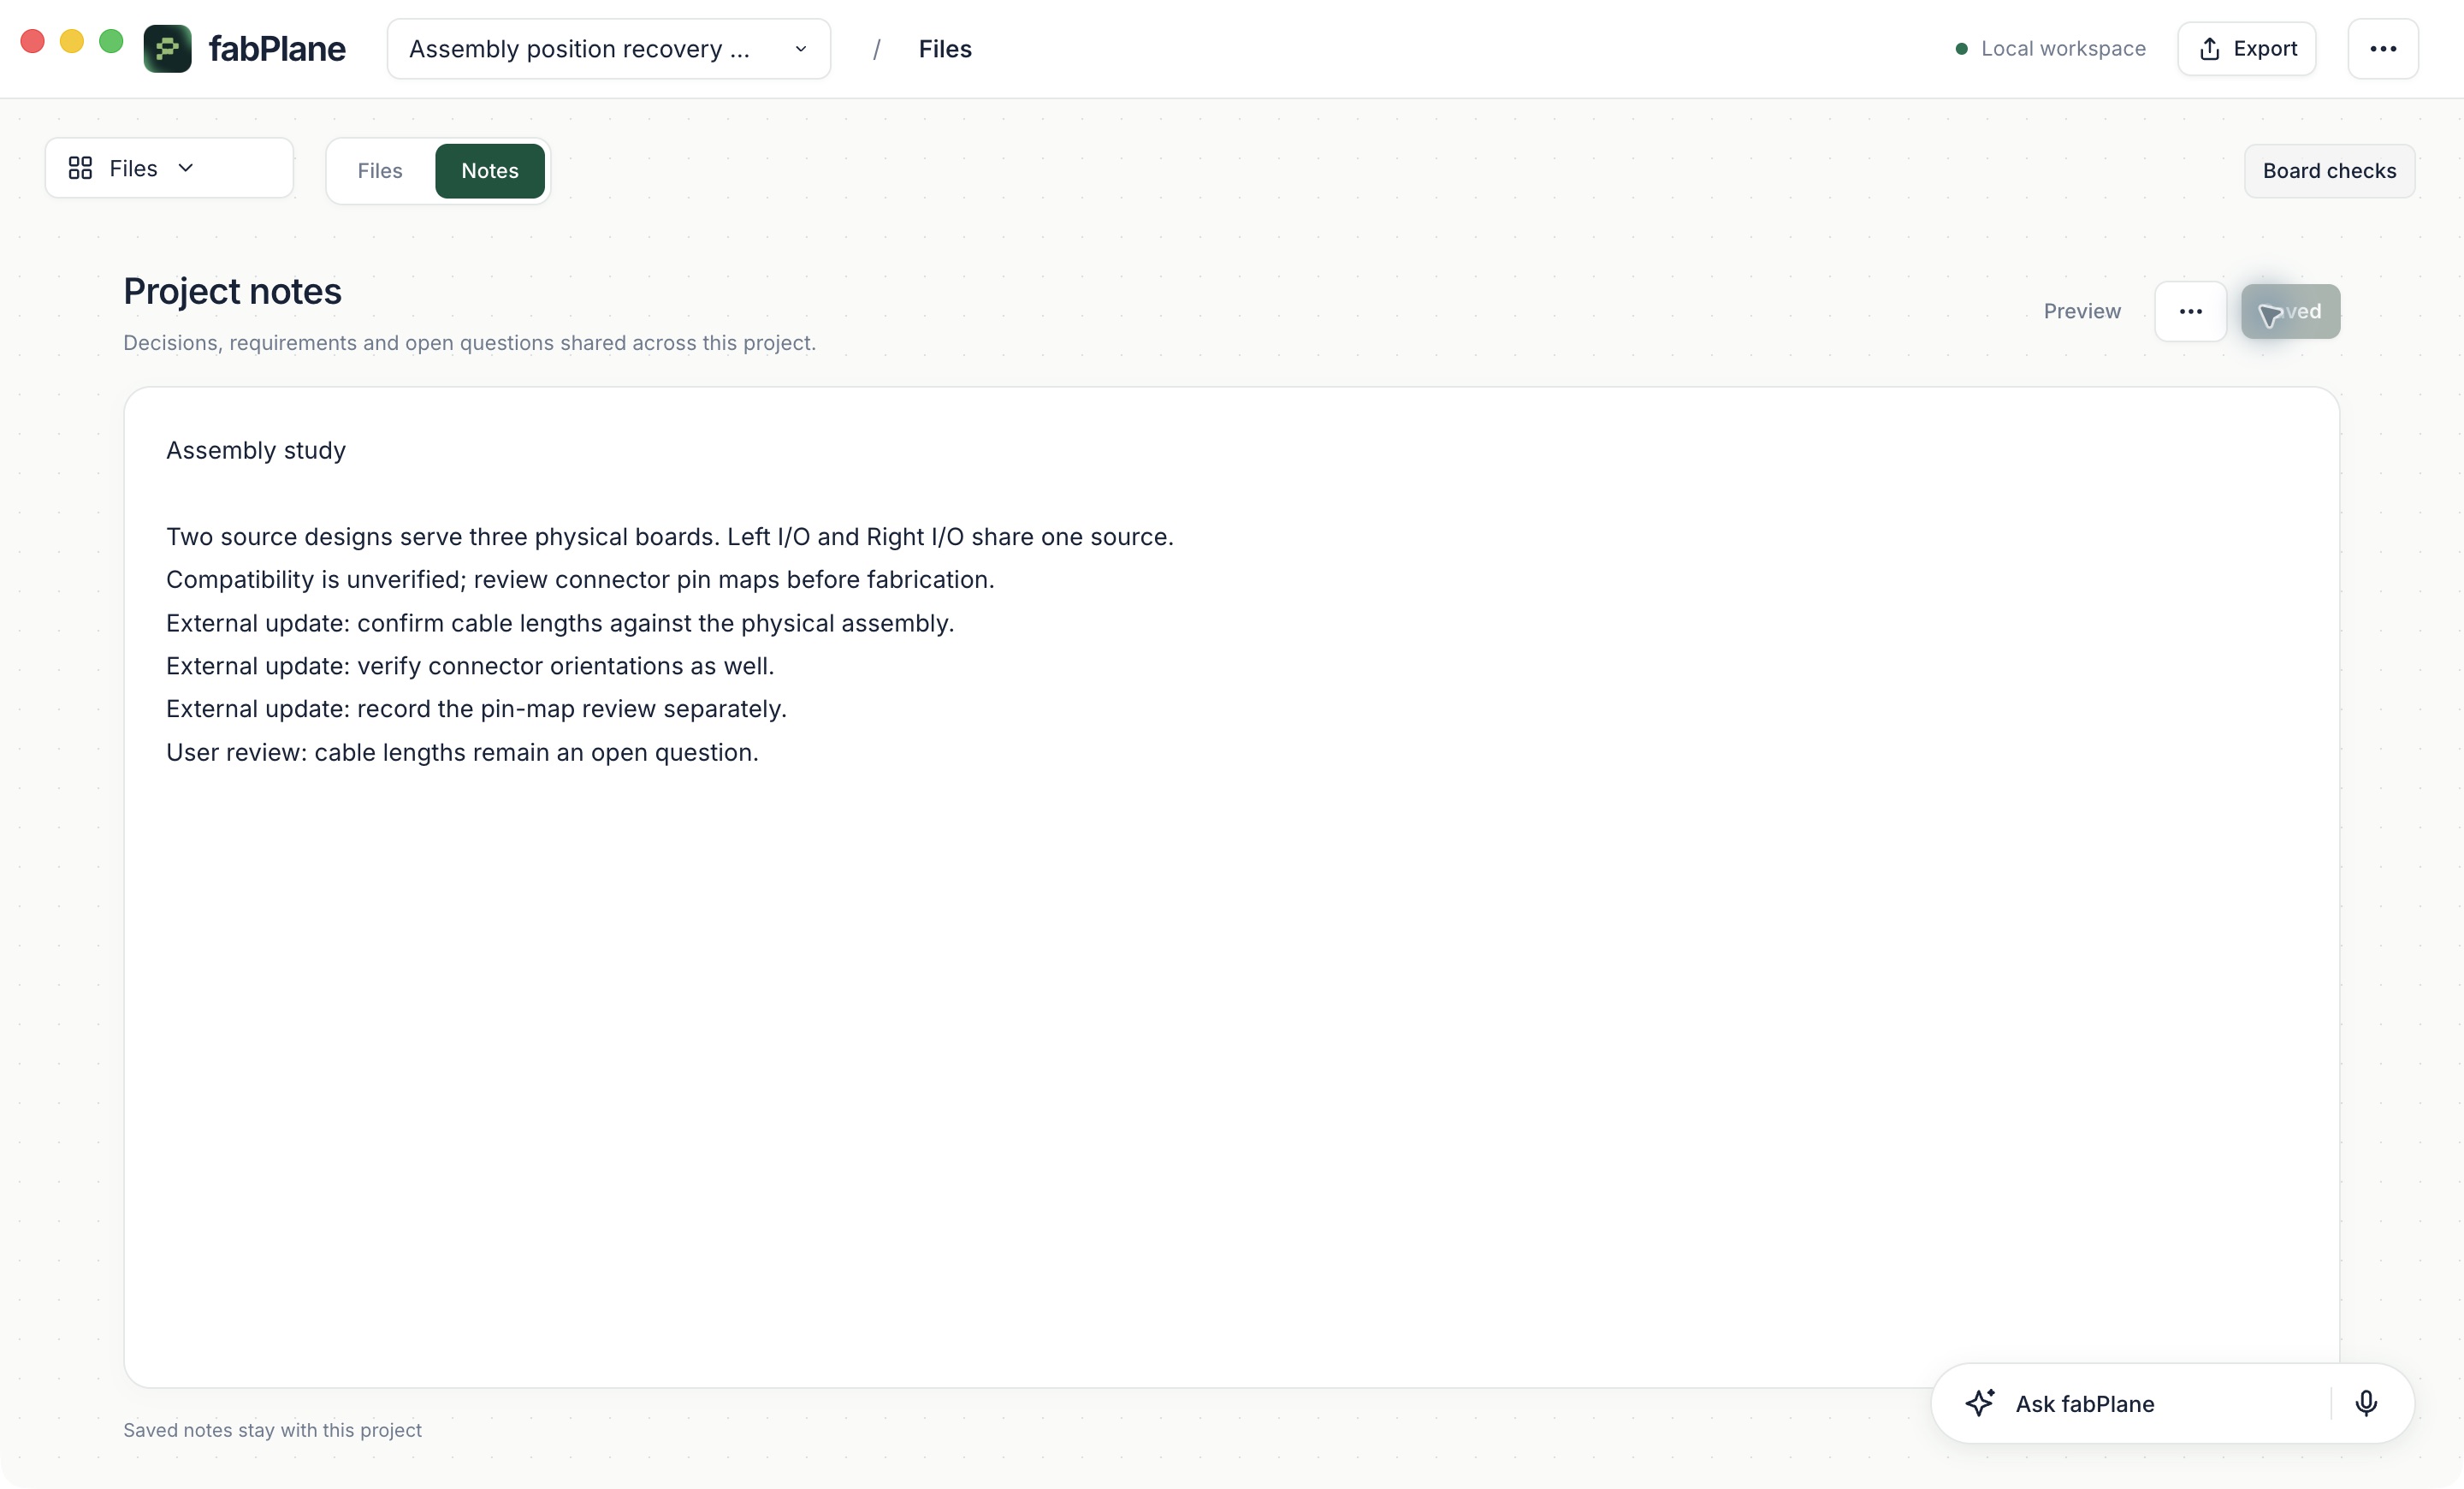 fabPlane
Assembly position recovery ...
/
Files
Local workspace
Export
Files
Files
Notes
Board checks
Project notes
Decisions, requirements and open questions shared across this project.
Preview
Assembly study
Two source designs serve three physical boards. Left I/O and Right I/O share one source.
Compatibility is unverified; review connector pin maps before fabrication.
External update: confirm cable lengths against the physical assembly.
External update: verify connector orientations as well.
External update: record the pin-map review separately.
User review: cable lengths remain an open question.
Saved notes stay with this project
Ask fabPlane